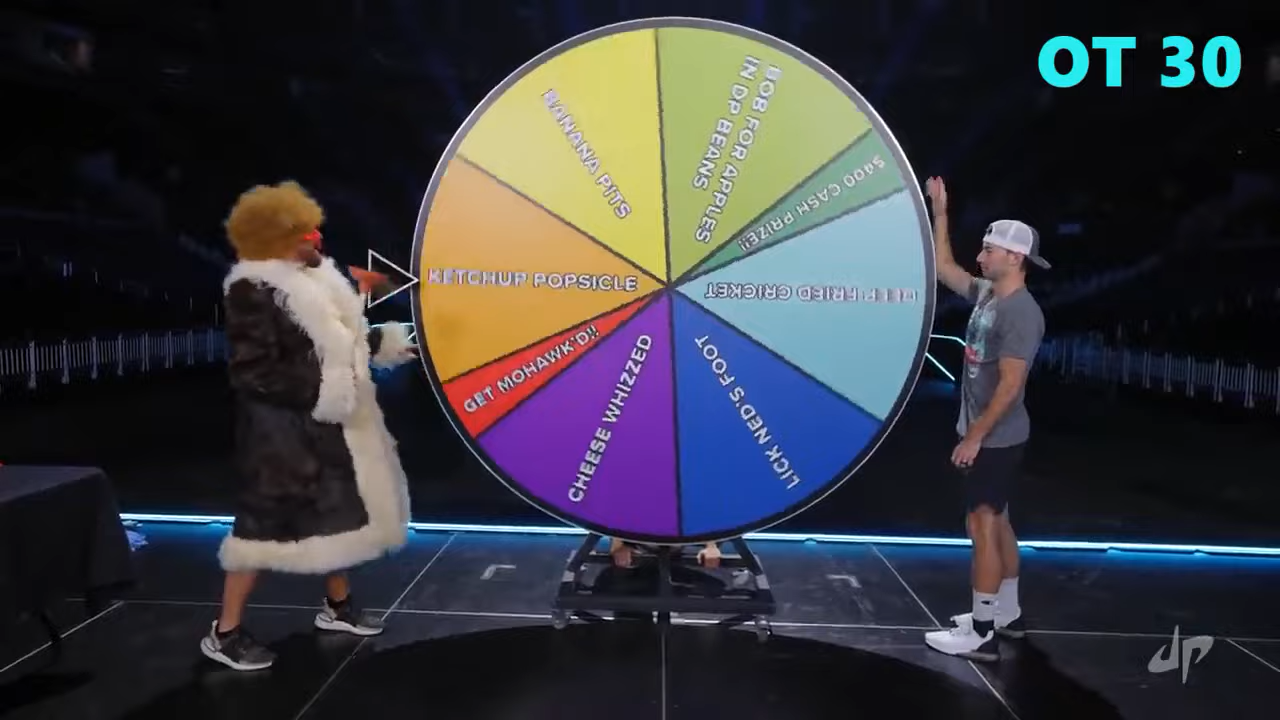 OT 30
BOB FOR APPLES
IN DP BEANS
$400 CASH PRIZE!!
DEEP FRIED CRICKET
LICK NED'S FOOT
CHEESE WHIZZED
GET MOHAWK'D!!
KETCHUP POPSICLE
BANANA PITS
dp